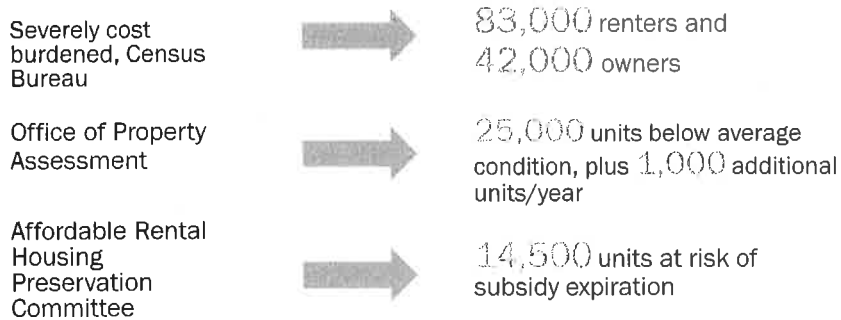 Severely cost
burdened, Census
Bureau
83,000 renters and
42,000 owners
Office of Property
Assessment
25,000 units below average
condition, plus 1,000 additional
units/year
Affordable Rental
Housing
Preservation
Committee
14,500 units at risk of
subsidy expiration